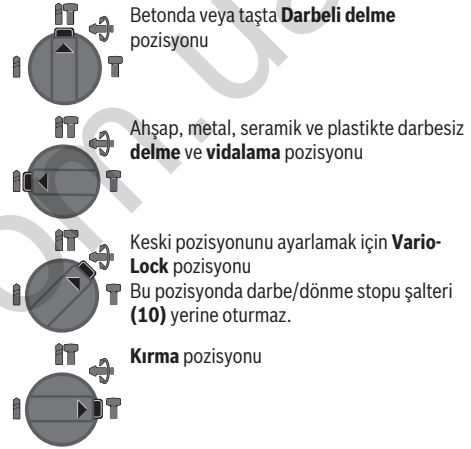 Betonda veya taşta Darbeli delme
pozisyonu
Ahşap, metal, seramik ve plastikte darbesiz
delme ve vidalama pozisyonu
Keski pozisyonunu ayarlamak için Vario-
Lock pozisyonu
Bu pozisyonda darbe/dönme stopu şalteri
(10) yerine oturmaz.
Kırma pozisyonu